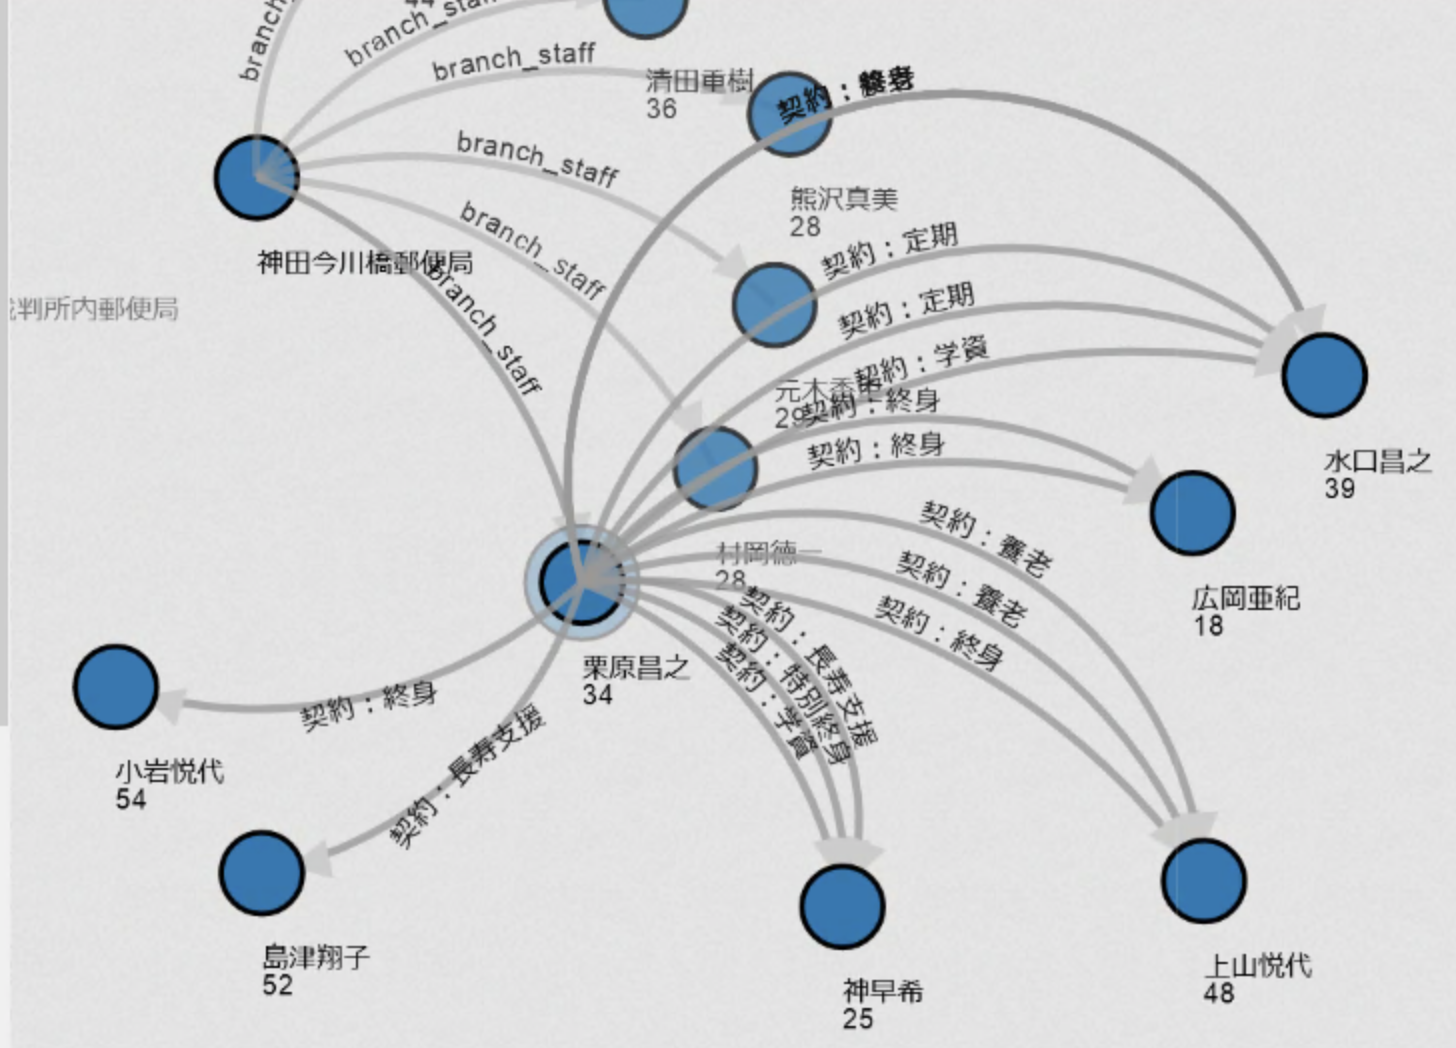 branch_
branch_staff
branch_staff
清田重樹
36
契約：養老
branch_staff
熊沢真美
28
神田今川橋郵便局
branch_staff
契約：定期
判所内郵便局
branch_staff
契約：定期
契約：学資
29
契約：終身
契約：終身
水口昌之
39
契約：養老
村岡徳一
28
契約：養老
広岡亜紀
18
契約：終身
契約：長寿支援
契約：特別終身
契約：学資
栗原昌之
34
契約：終身
契約：長寿支援
小岩悦代
54
島津翔子
52
神早希
25
上山悦代
48